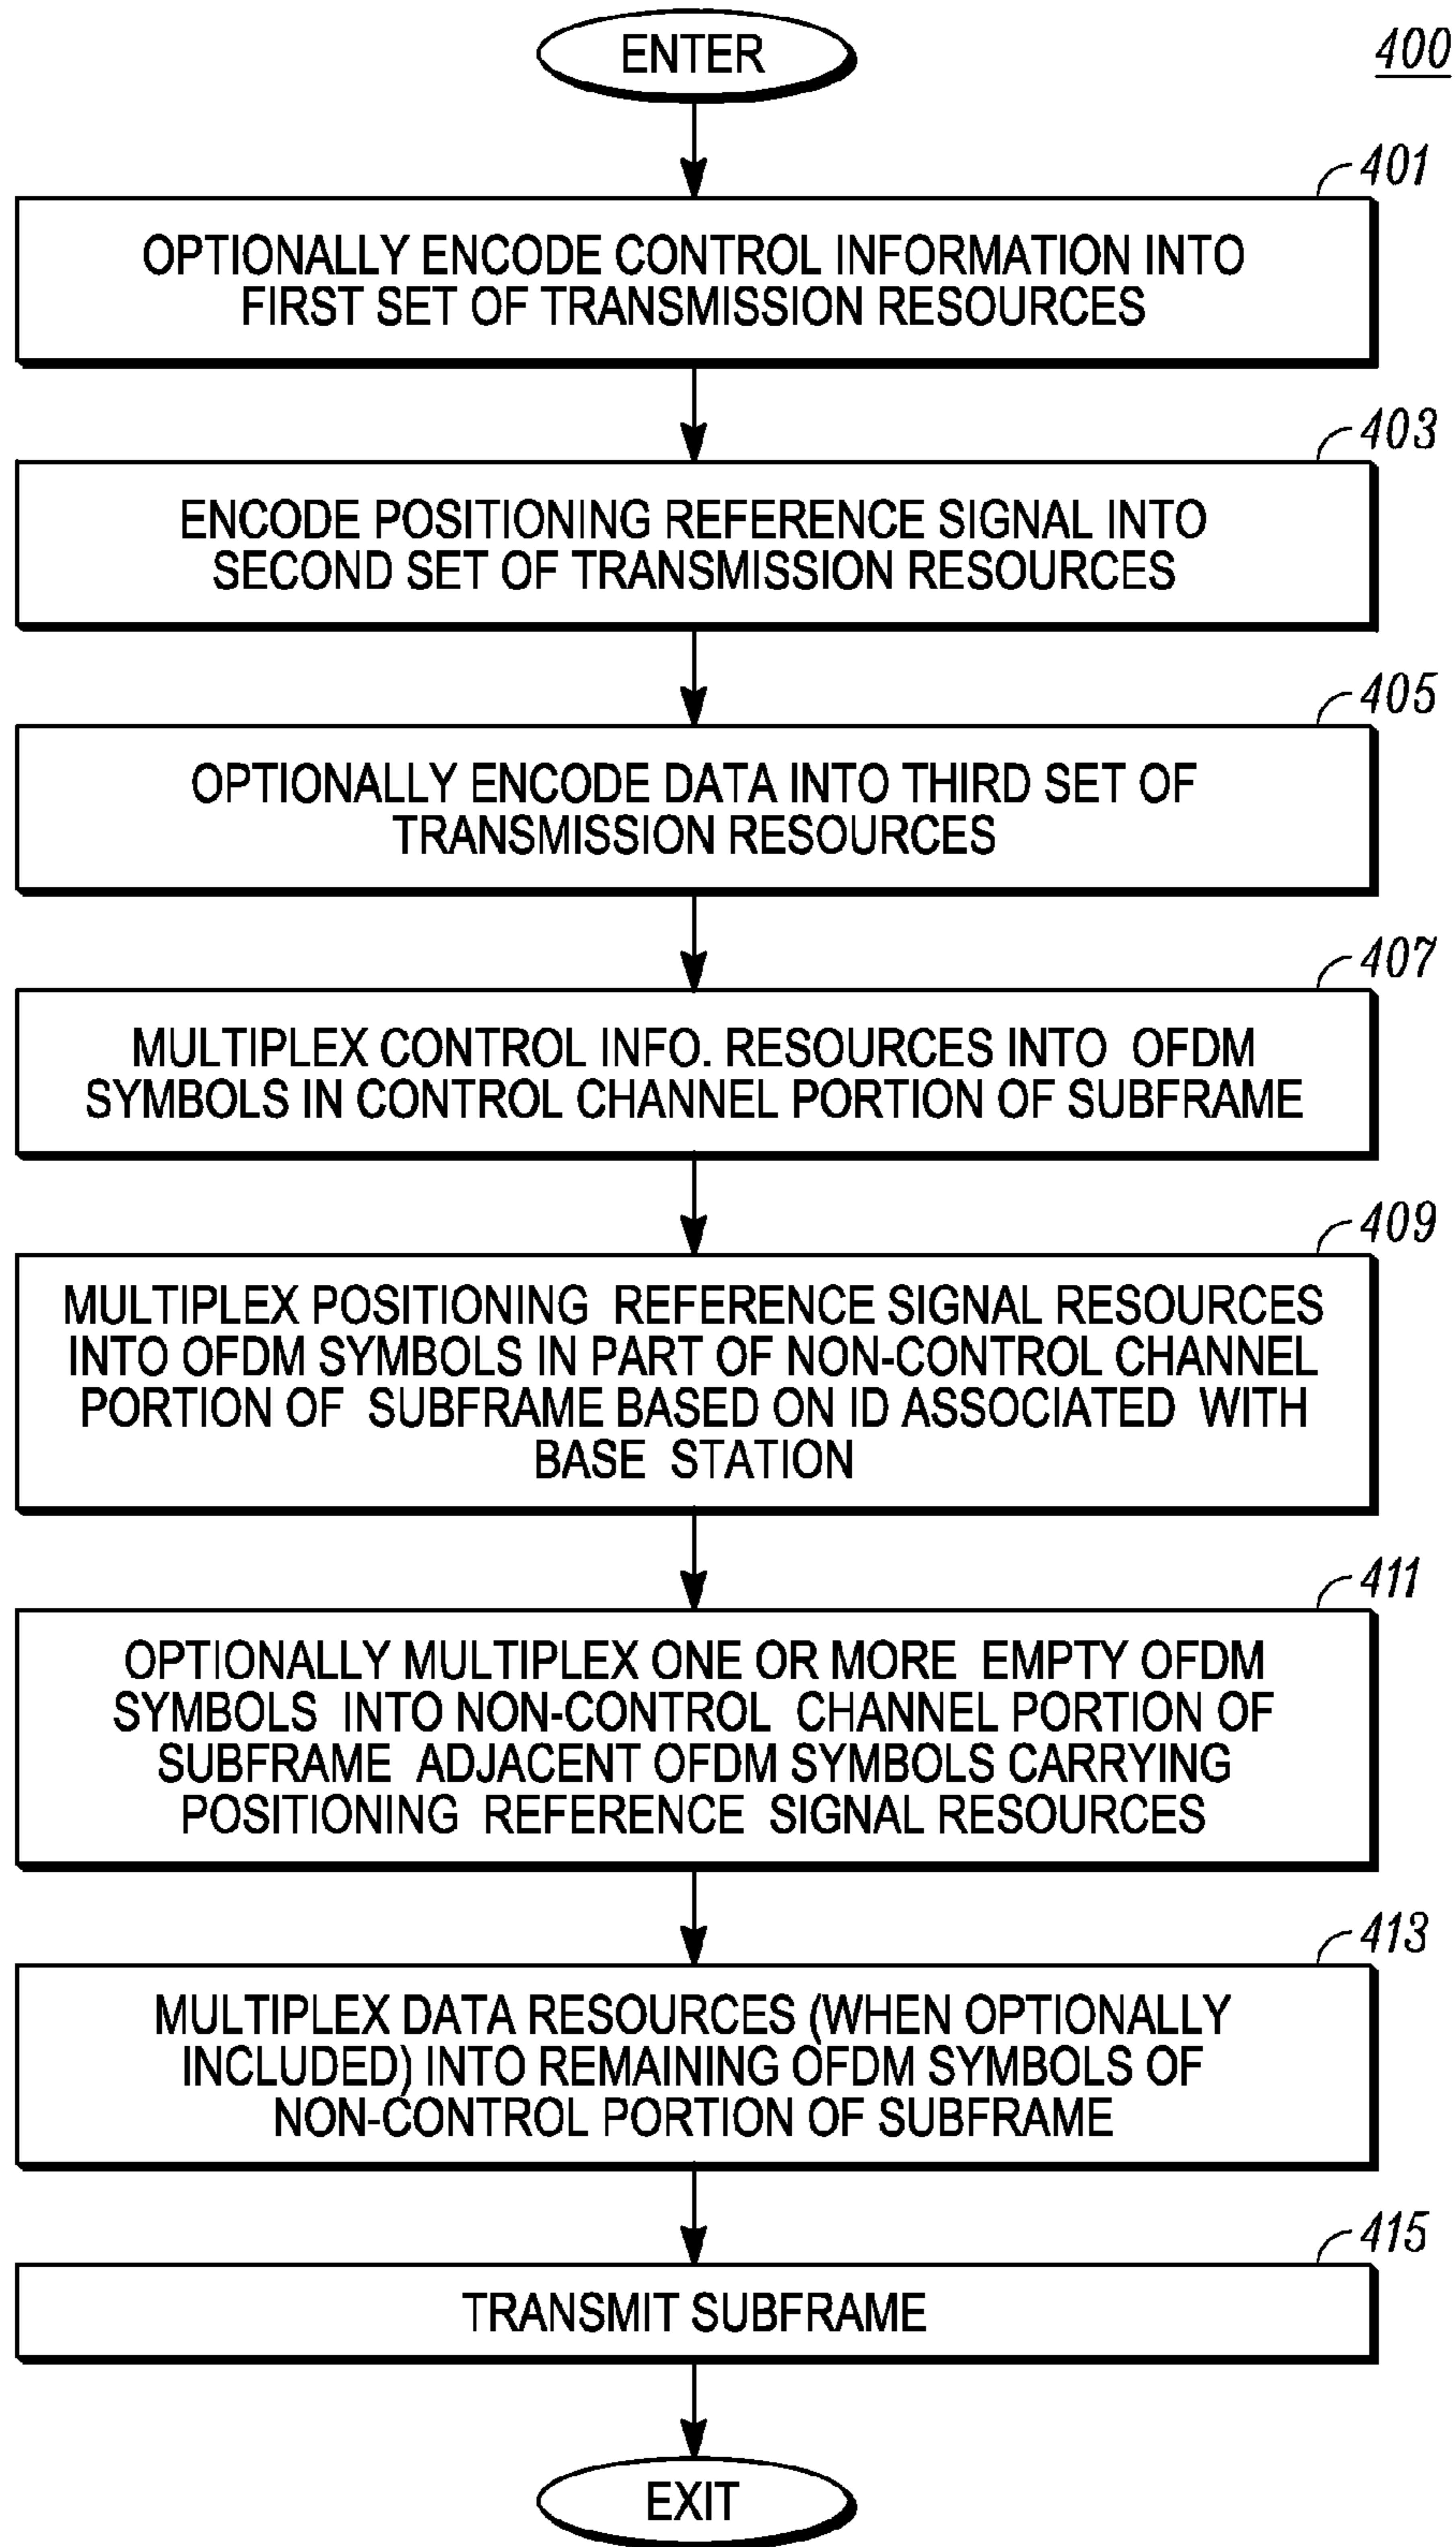 ENTER
400
401
OPTIONALLY ENCODE CONTROL INFORMATION INTO
FIRST SET OF TRANSMISSION RESOURCES
403
ENCODE POSITIONING REFERENCE SIGNAL INTO
SECOND SET OF TRANSMISSION RESOURCES
405
OPTIONALLY ENCODE DATA INTO THIRD SET OF
TRANSMISSION RESOURCES
407
MULTIPLEX CONTROL INFO. RESOURCES INTO OFDM
SYMBOLS IN CONTROL CHANNEL PORTION OF SUBFRAME
409
MULTIPLEX POSITIONING REFERENCE SIGNAL RESOURCES
INTO OFDM SYMBOLS IN PART OF NON-CONTROL CHANNEL
PORTION OF SUBFRAME BASED ON ID ASSOCIATED WITH
BASE STATION
411
OPTIONALLY MULTIPLEX ONE OR MORE EMPTY OFDM
SYMBOLS INTO NON-CONTROL CHANNEL PORTION OF
SUBFRAME ADJACENT OFDM SYMBOLS CARRYING
POSITIONING REFERENCE SIGNAL RESOURCES
413
MULTIPLEX DATA RESOURCES (WHEN OPTIONALLY
INCLUDED) INTO REMAINING OFDM SYMBOLS OF
NON-CONTROL PORTION OF SUBFRAME
415
TRANSMIT SUBFRAME
EXIT